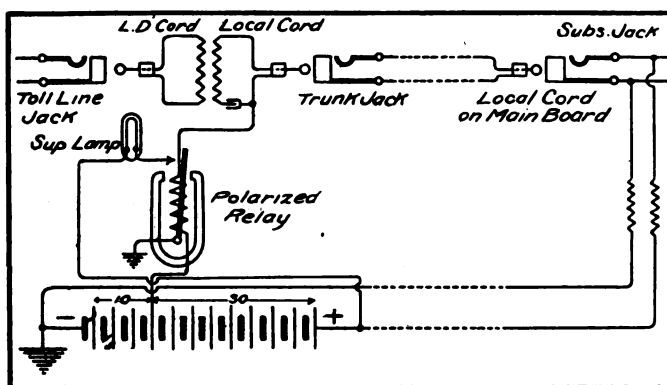 L.D. Cord
Local Cord
Subs. Jack
Toll Line
Jack
Trunk Jack
Local Cord
on Main Board
Sup Lamp
Polarized
Relay
10
30
−
+